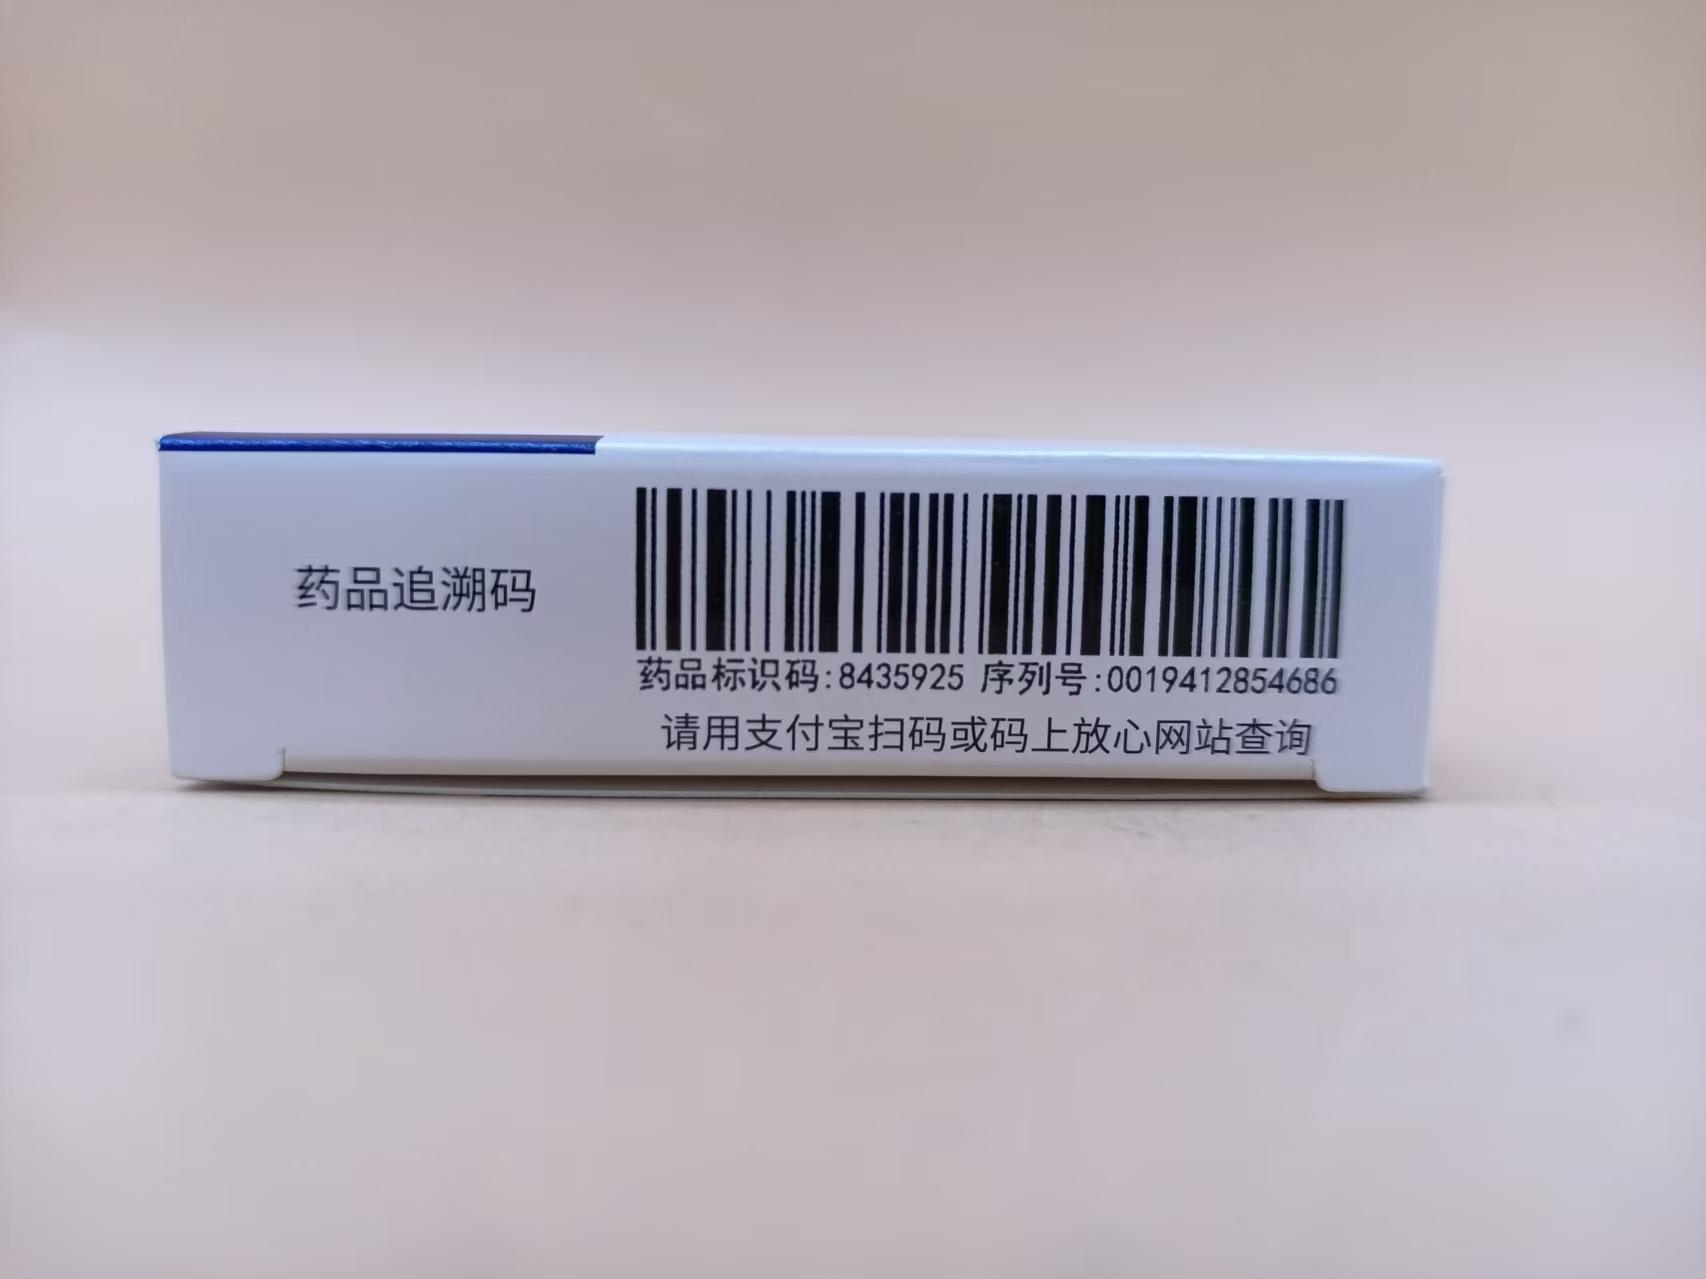 药品追溯码
药品标识码:8435925 序列号:0019412854686
请用支付宝扫码或码上放心网站查询